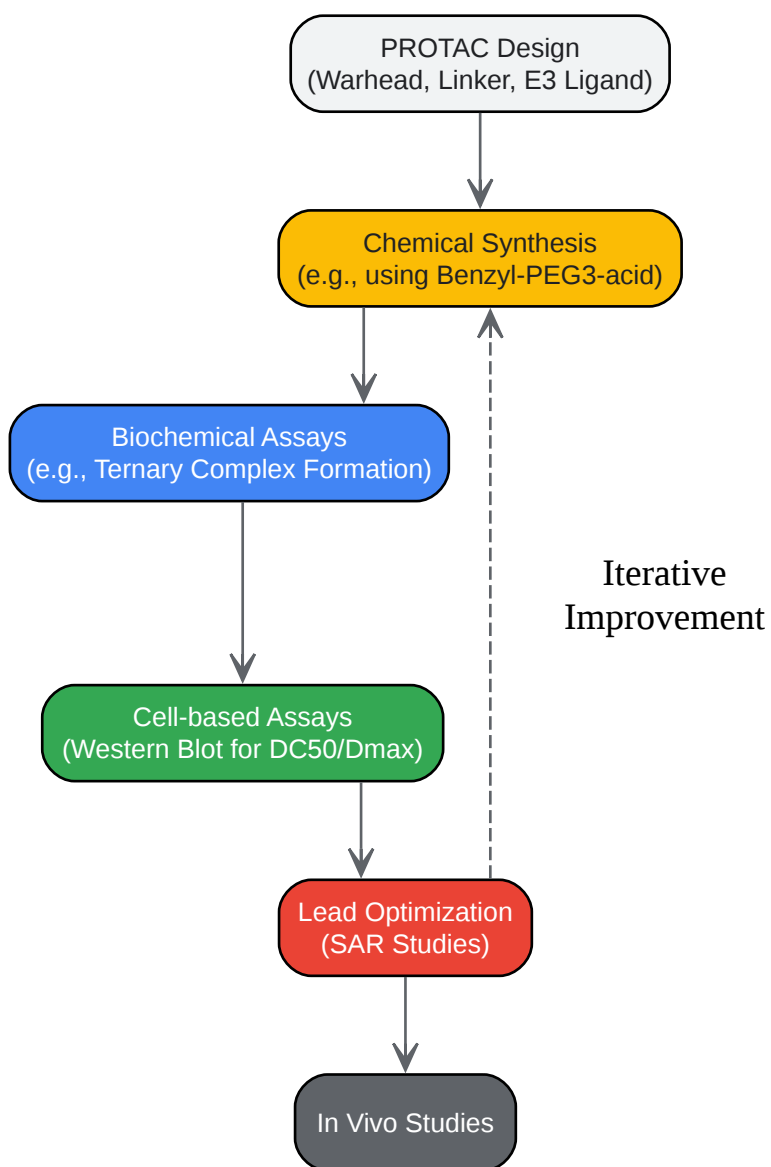 PROTAC Design
(Warhead, Linker, E3 Ligand)
Chemical Synthesis
(e.g., using Benzyl-PEG3-acid)
Biochemical Assays
(e.g., Ternary Complex Formation)
Iterative
Improvement
Cell-based Assays
(Western Blot for DC50/Dmax)
Lead Optimization
(SAR Studies)
In Vivo Studies